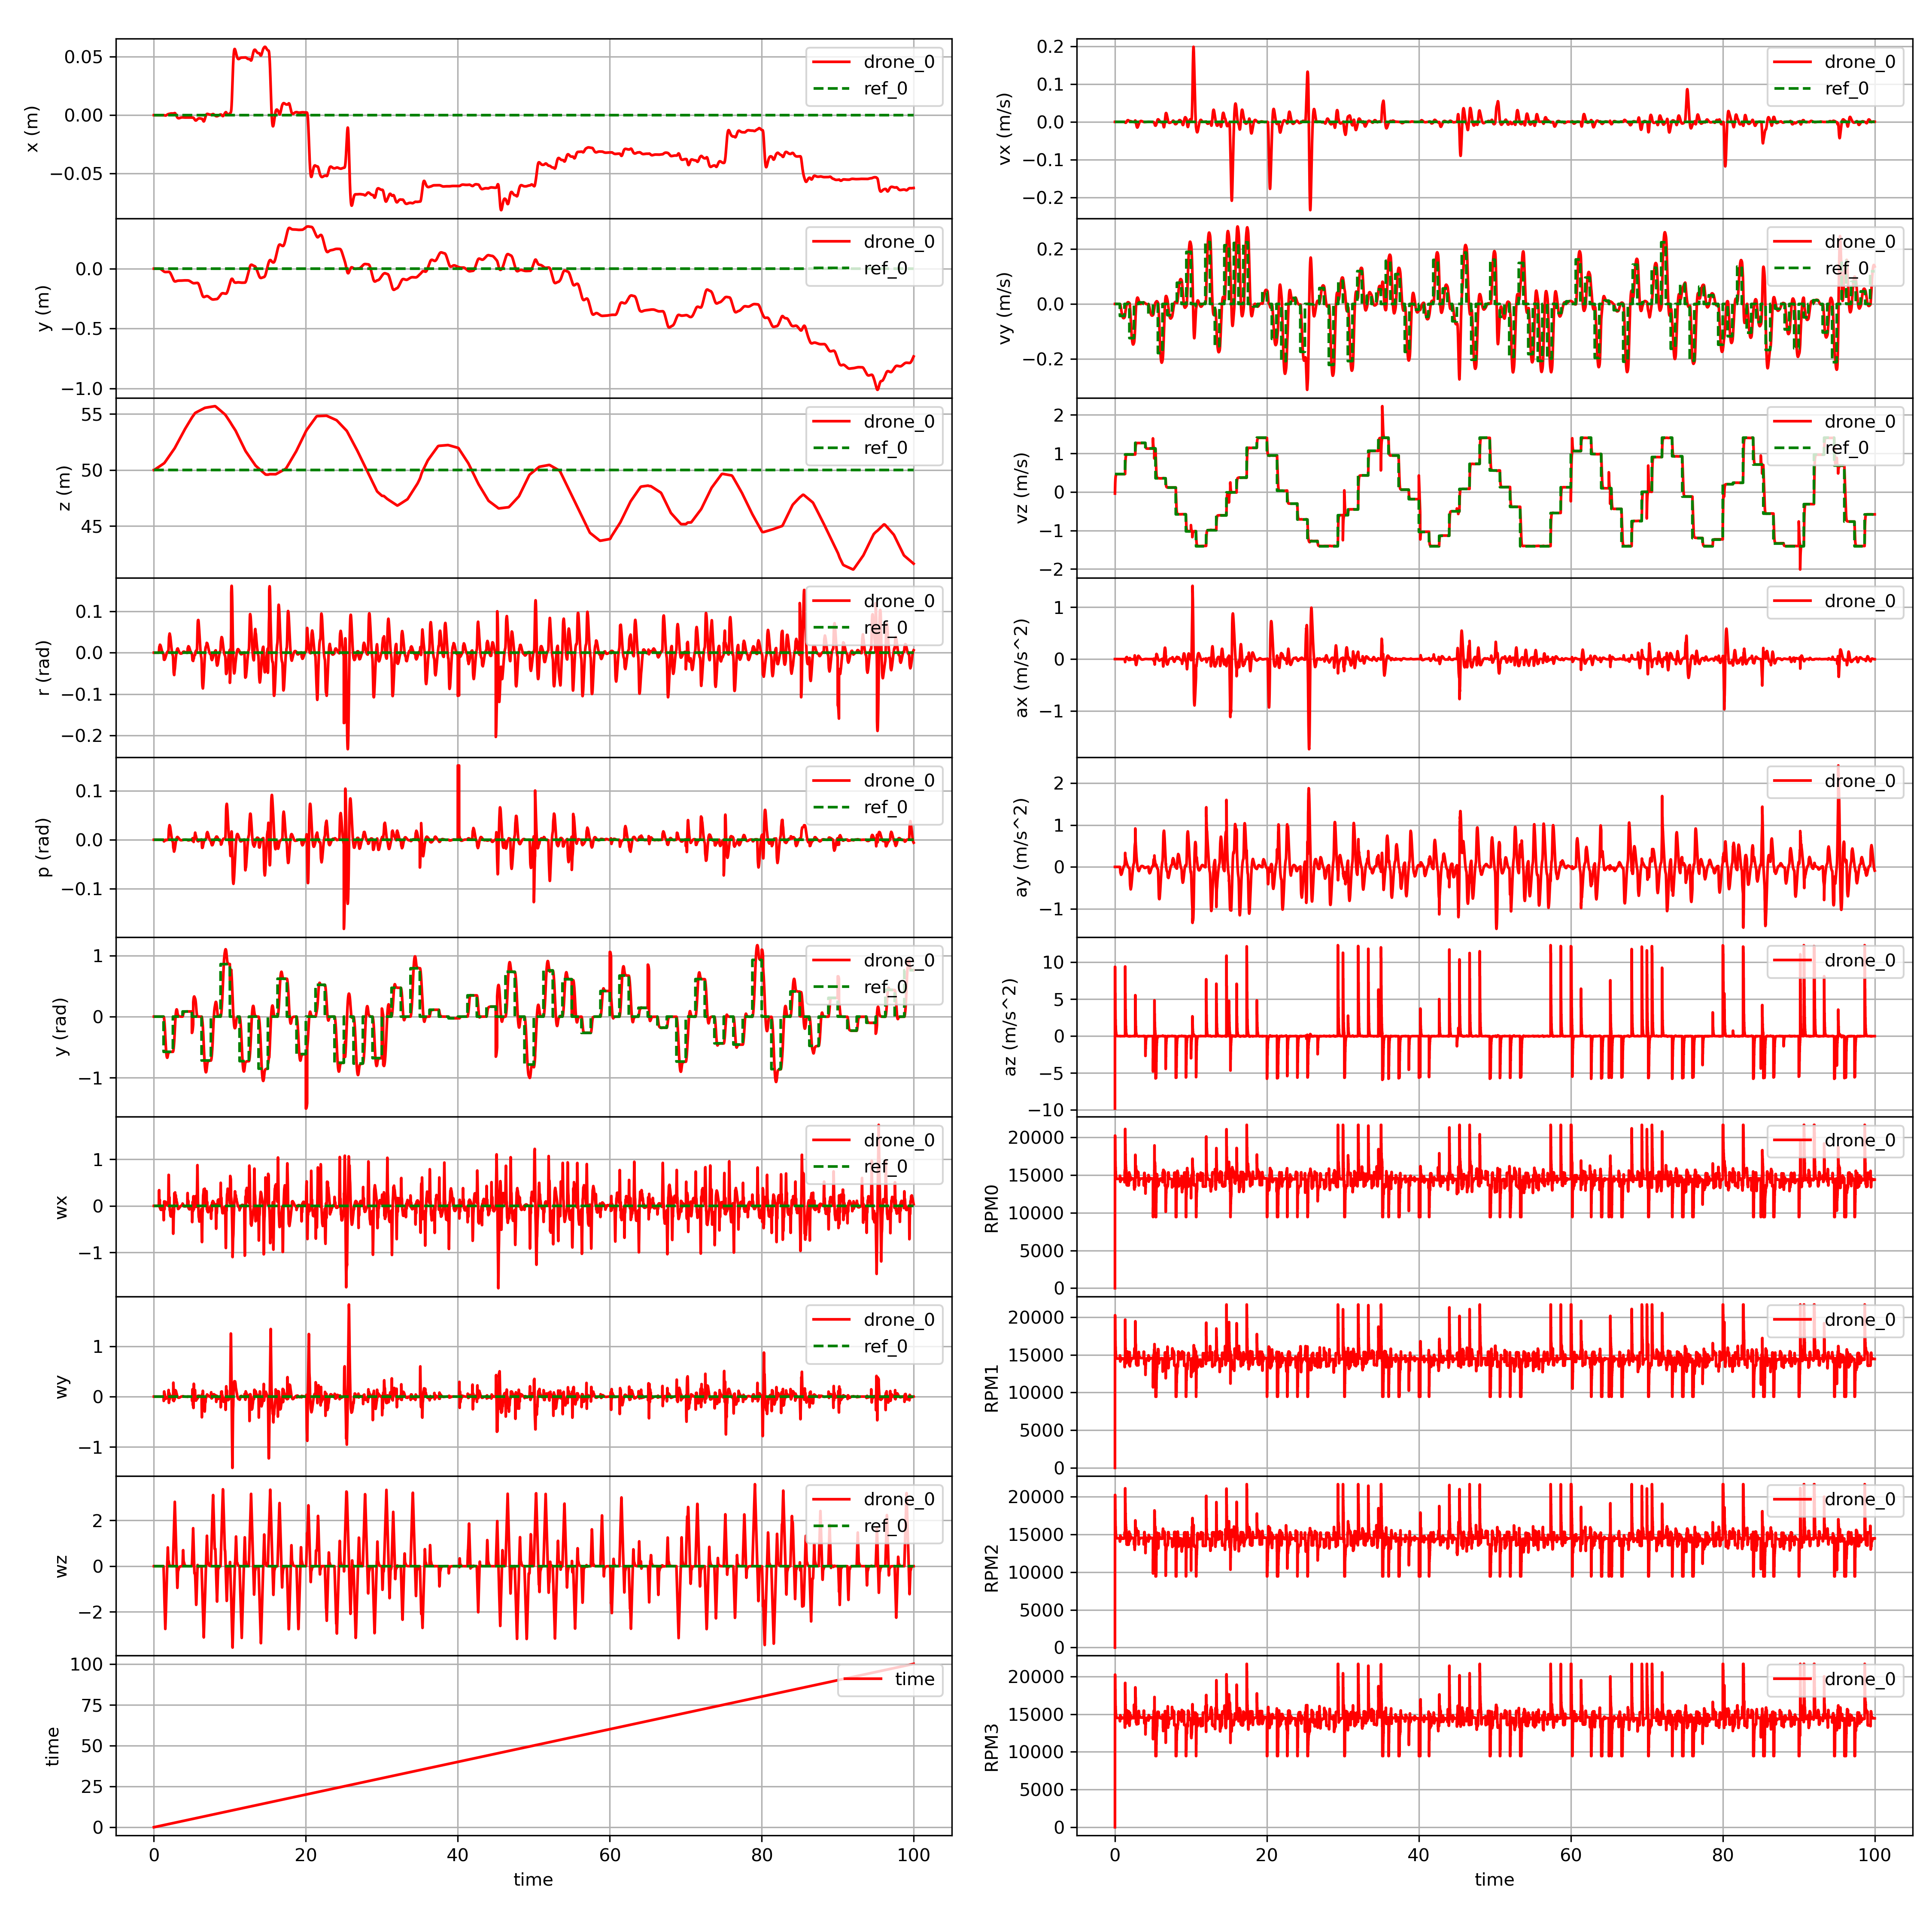 x (m)
0.05
0.00
−0.05
drone_0
ref_0
y (m)
0.0
−0.5
−1.0
drone_0
ref_0
z (m)
55
50
45
drone_0
ref_0
r (rad)
0.1
0.0
−0.1
−0.2
drone_0
ref_0
p (rad)
0.1
0.0
−0.1
drone_0
ref_0
y (rad)
1
0
−1
drone_0
ref_0
wx
1
0
−1
drone_0
ref_0
wy
1
0
−1
drone_0
ref_0
wz
2
0
−2
drone_0
ref_0
time
100
75
50
25
0
time
0 20 40 60 80 100
time
vx (m/s)
0.2
0.1
0.0
−0.1
−0.2
drone_0
ref_0
vy (m/s)
0.2
0.0
−0.2
drone_0
ref_0
vz (m/s)
2
1
0
−1
−2
drone_0
ref_0
ax (m/s^2)
1
0
−1
drone_0
ay (m/s^2)
2
1
0
−1
drone_0
az (m/s^2)
10
5
0
−5
−10
drone_0
RPM0
20000
15000
10000
5000
0
drone_0
RPM1
20000
15000
10000
5000
0
drone_0
RPM2
20000
15000
10000
5000
0
drone_0
RPM3
20000
15000
10000
5000
0
drone_0
0 20 40 60 80 100
time